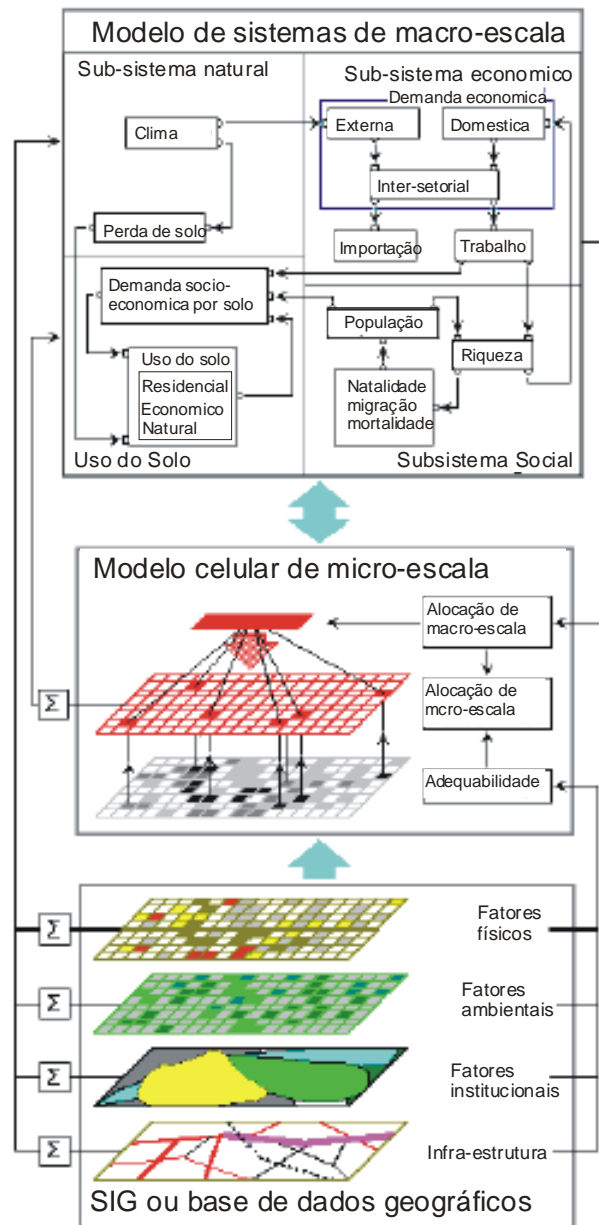 Modelo de sistemas de macro-escala
Sub-sistema natural
Sub-sistema economico
Demanda economica
Clima
Externa
Domestica
Inter-setorial
Perda de solo
Importação
Trabalho
Demanda socio-
economica por solo
População
Riqueza
Uso do solo
Residencial
Economico
Natural
Natalidade
migração
mortalidade
Uso do Solo
Subsistema Social
Modelo celular de micro-escala
Alocação de
macro-escala
Σ
Alocação de
mcro-escala
Adequabilidade
Σ
Fatores
físicos
Σ
Fatores
ambientais
Σ
Fatores
institucionais
Σ
Infra-estrutura
SIG ou base de dados geográficos